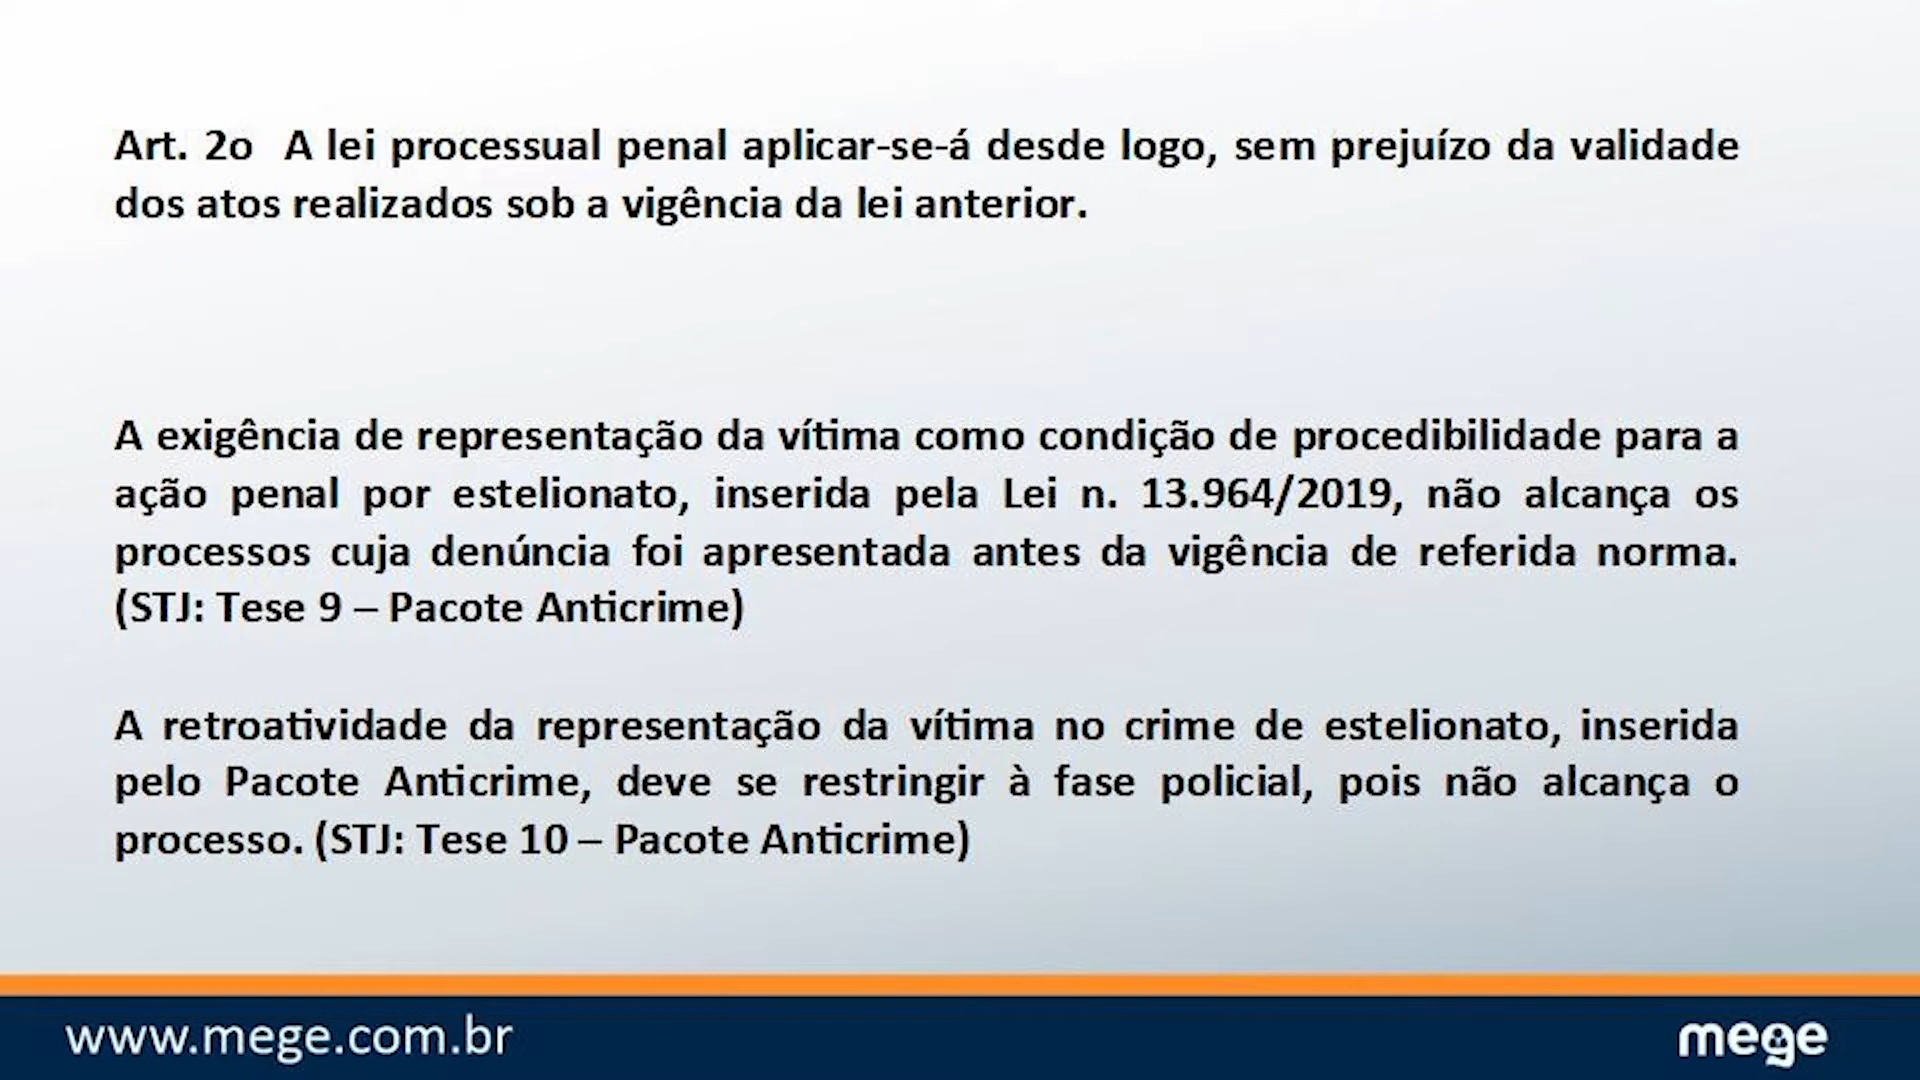 Art. 2o  A lei processual penal aplicar-se-á desde logo, sem prejuízo da validade
dos atos realizados sob a vigência da lei anterior.
A exigência de representação da vítima como condição de procedibilidade para a
ação penal por estelionato, inserida pela Lei n. 13.964/2019, não alcança os
processos cuja denúncia foi apresentada antes da vigência de referida norma.
(STJ: Tese 9 – Pacote Anticrime)
A retroatividade da representação da vítima no crime de estelionato, inserida
pelo Pacote Anticrime, deve se restringir à fase policial, pois não alcança o
processo. (STJ: Tese 10 – Pacote Anticrime)
www.mege.com.br
mege